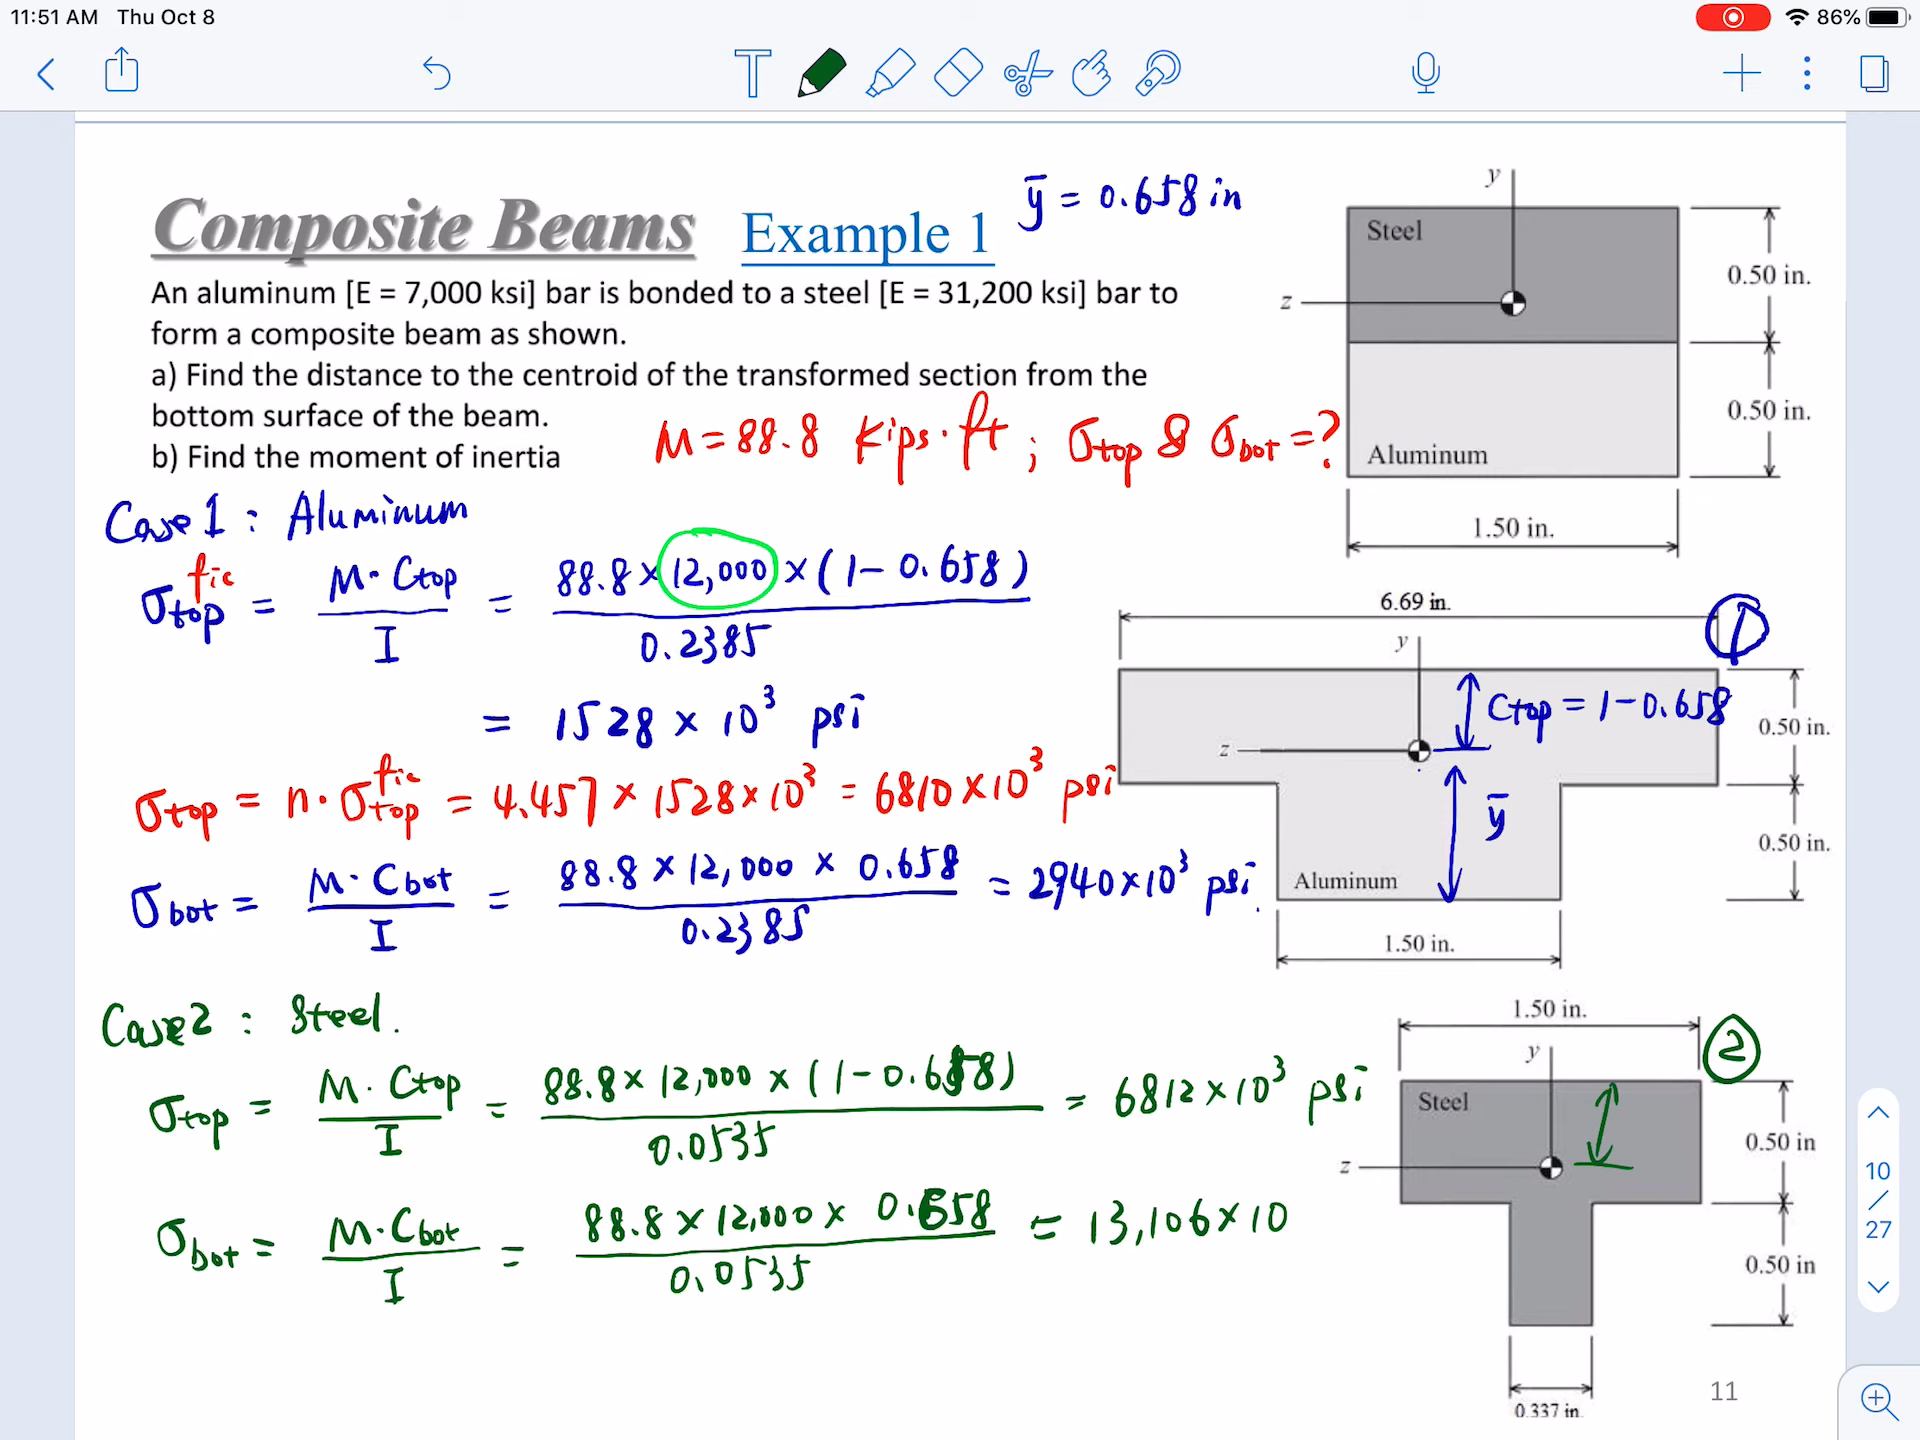 11:51 AM Thu Oct 8
86%
Composite Beams Example 1
ȳ = 0.658 in
An aluminum [E = 7,000 ksi] bar is bonded to a steel [E = 31,200 ksi] bar to
form a composite beam as shown.
a) Find the distance to the centroid of the transformed section from the
bottom surface of the beam.
b) Find the moment of inertia
M = 88.8 kips·ft ; σtop & σbot = ?
y
Steel
z
0.50 in.
0.50 in.
Aluminum
1.50 in.
Case 1 : Aluminum
σtop^fic = M·Ctop / I = 88.8 × 12,000 × (1 - 0.658) / 0.2385
= 1528 × 10³ psi
σtop = n·σtop^fic = 4.457 × 1528 × 10³ = 6810 × 10³ psi
σbot = M·Cbot / I = 88.8 × 12,000 × 0.658 / 0.2385 = 2940 × 10³ psi.
6.69 in.
1
y
Ctop = 1 - 0.658
z
0.50 in.
ȳ
0.50 in.
Aluminum
1.50 in.
Case 2 : Steel.
σtop = M·Ctop / I = 88.8 × 12,000 × (1 - 0.658) / 0.0535 = 6812 × 10³ psi
σbot = M·Cbot / I = 88.8 × 12,000 × 0.658 / 0.0535 = 13,106 × 10
1.50 in.
2
y
Steel
z
0.50 in
0.50 in
0.337 in.
11
10
/
27